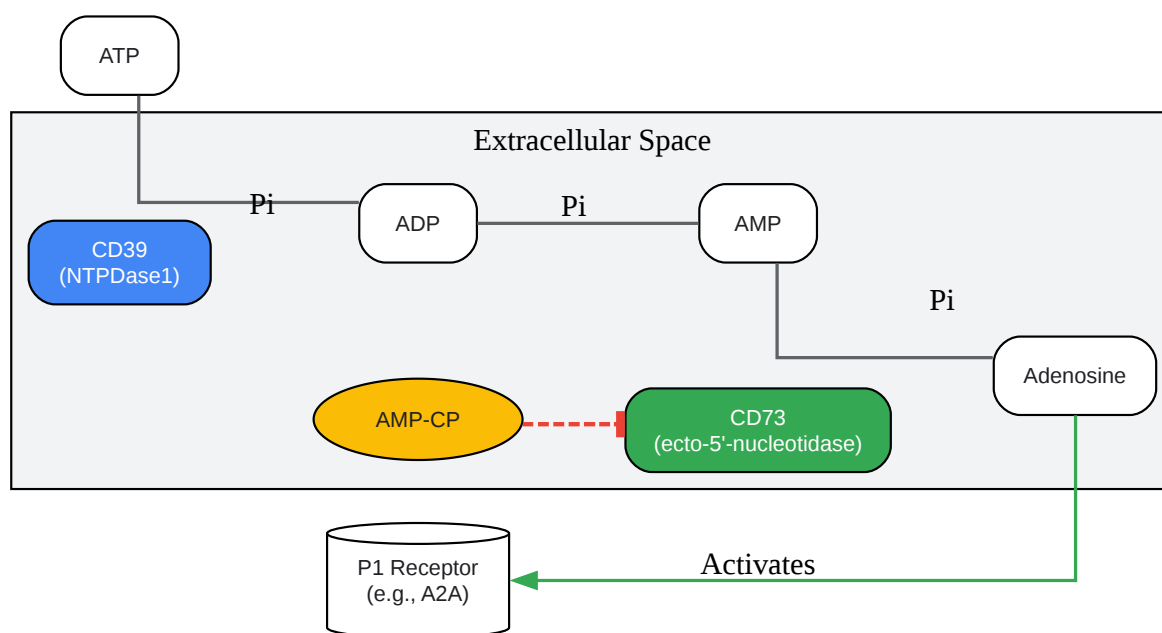 ATP
Extracellular Space
Pi
ADP
Pi
AMP
CD39
(NTPDase1)
Pi
Adenosine
AMP-CP
CD73
(ecto-5'-nucleotidase)
P1 Receptor
(e.g., A2A)
Activates